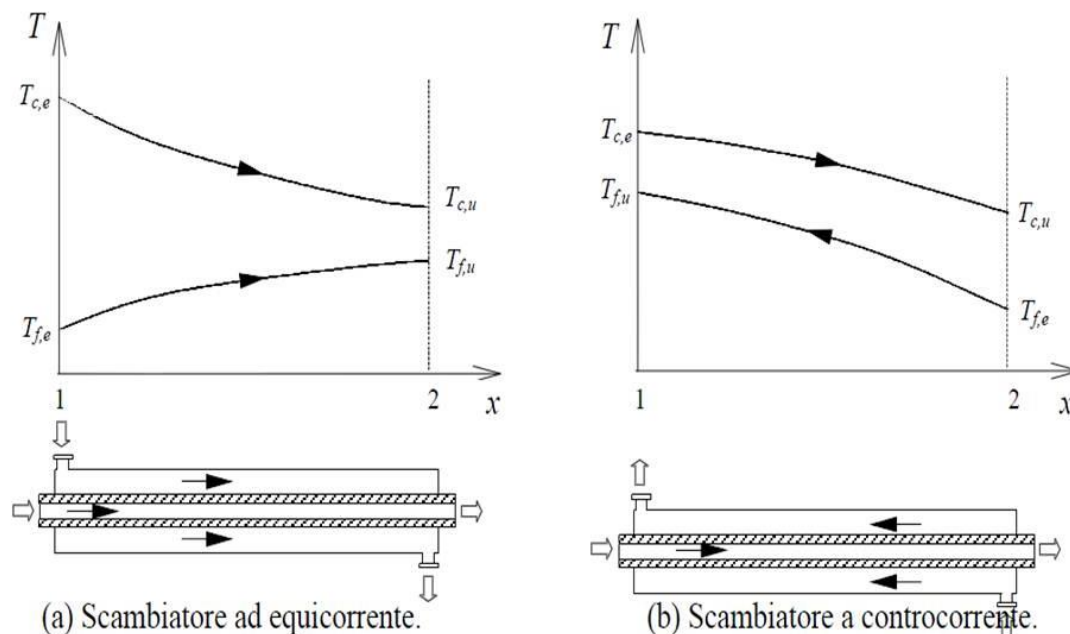 T
T_{c,e}
T_{c,u}
T_{f,u}
T_{f,e}
1
2
x
(a) Scambiatore ad equicorrente.
T
T_{c,e}
T_{f,u}
T_{c,u}
T_{f,e}
1
2
x
(b) Scambiatore a controcorrente.